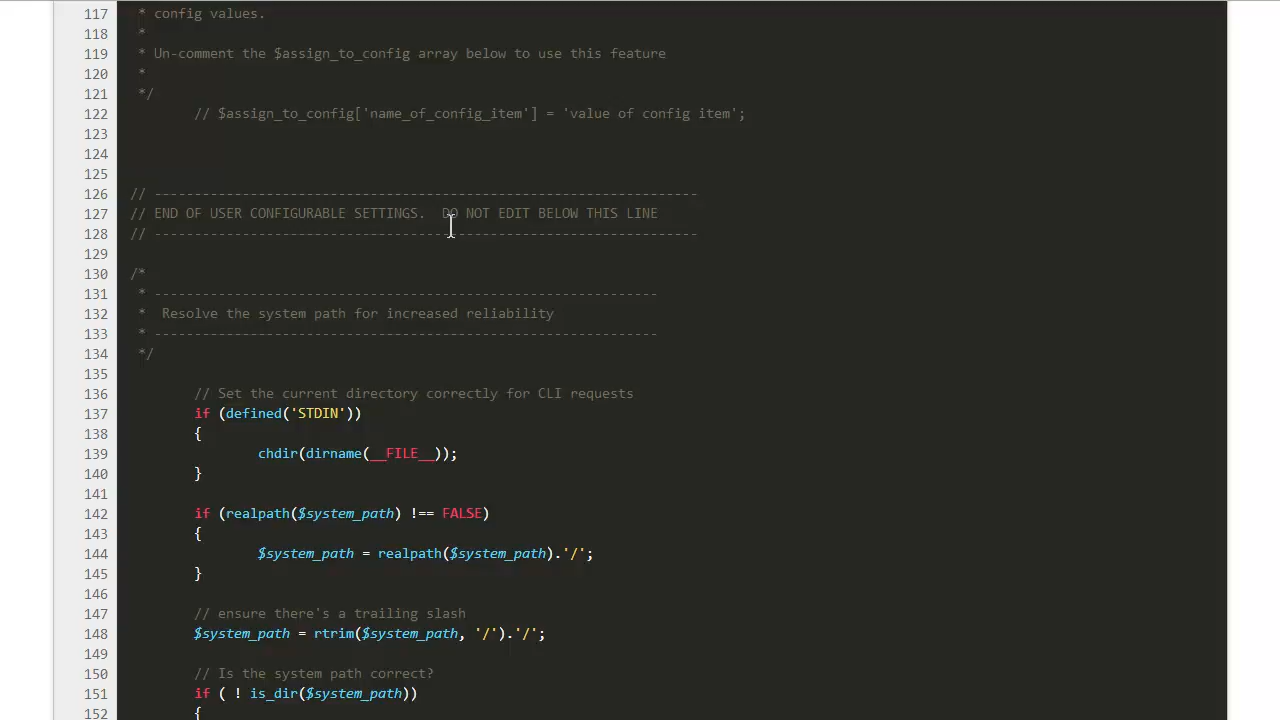 117 * config values.
118 *
119 * Un-comment the $assign_to_config array below to use this feature
120 *
121 */
122 // $assign_to_config['name_of_config_item'] = 'value of config item';
123
124
125
126 // --------------------------------------------------------------------
127 // END OF USER CONFIGURABLE SETTINGS.  DO NOT EDIT BELOW THIS LINE
128 // --------------------------------------------------------------------
129
130 /*
131 * ---------------------------------------------------------------
132 *  Resolve the system path for increased reliability
133 * ---------------------------------------------------------------
134 */
135
136 // Set the current directory correctly for CLI requests
137 if (defined('STDIN'))
138 {
139 chdir(dirname(__FILE__));
140 }
141
142 if (realpath($system_path) !== FALSE)
143 {
144 $system_path = realpath($system_path).'/';
145 }
146
147 // ensure there's a trailing slash
148 $system_path = rtrim($system_path, '/').'/';
149
150 // Is the system path correct?
151 if ( ! is_dir($system_path))
152 {